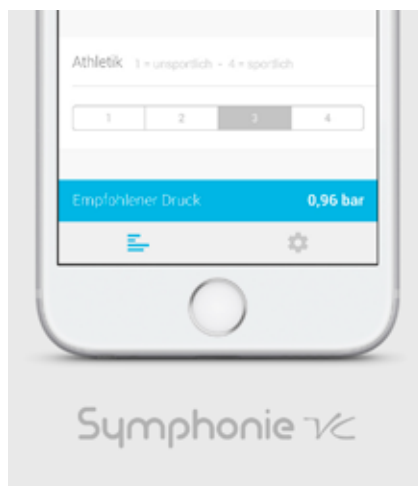 Athletik 1 = unsportlich - 4 = sportlich
1 2 3 4
Empfohlener Druck 0,96 bar
Symphonie VC